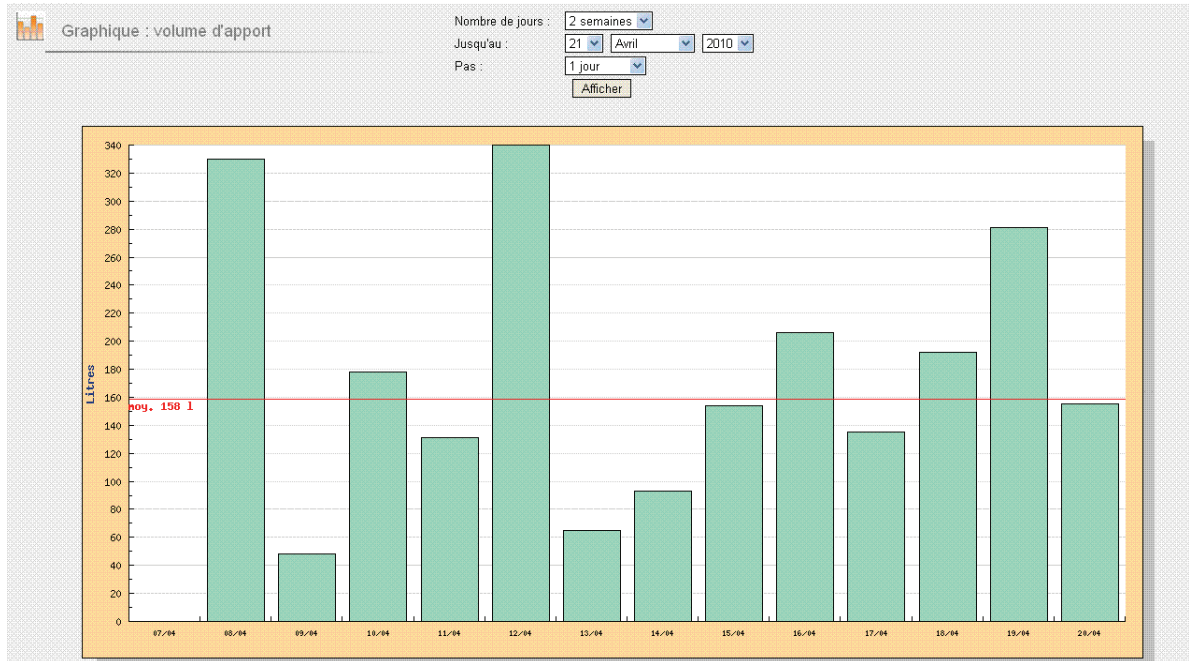 Graphique : volume d'apport
Nombre de jours : 2 semaines
Jusqu'au : 21 Avril 2010
Pas : 1 jour
Afficher
340
320
300
280
260
240
220
200
180
160
140
120
100
80
60
40
20
0
Litres
moy. 158 l
07/04 08/04 09/04 10/04 11/04 12/04 13/04 14/04 15/04 16/04 17/04 18/04 19/04 20/04